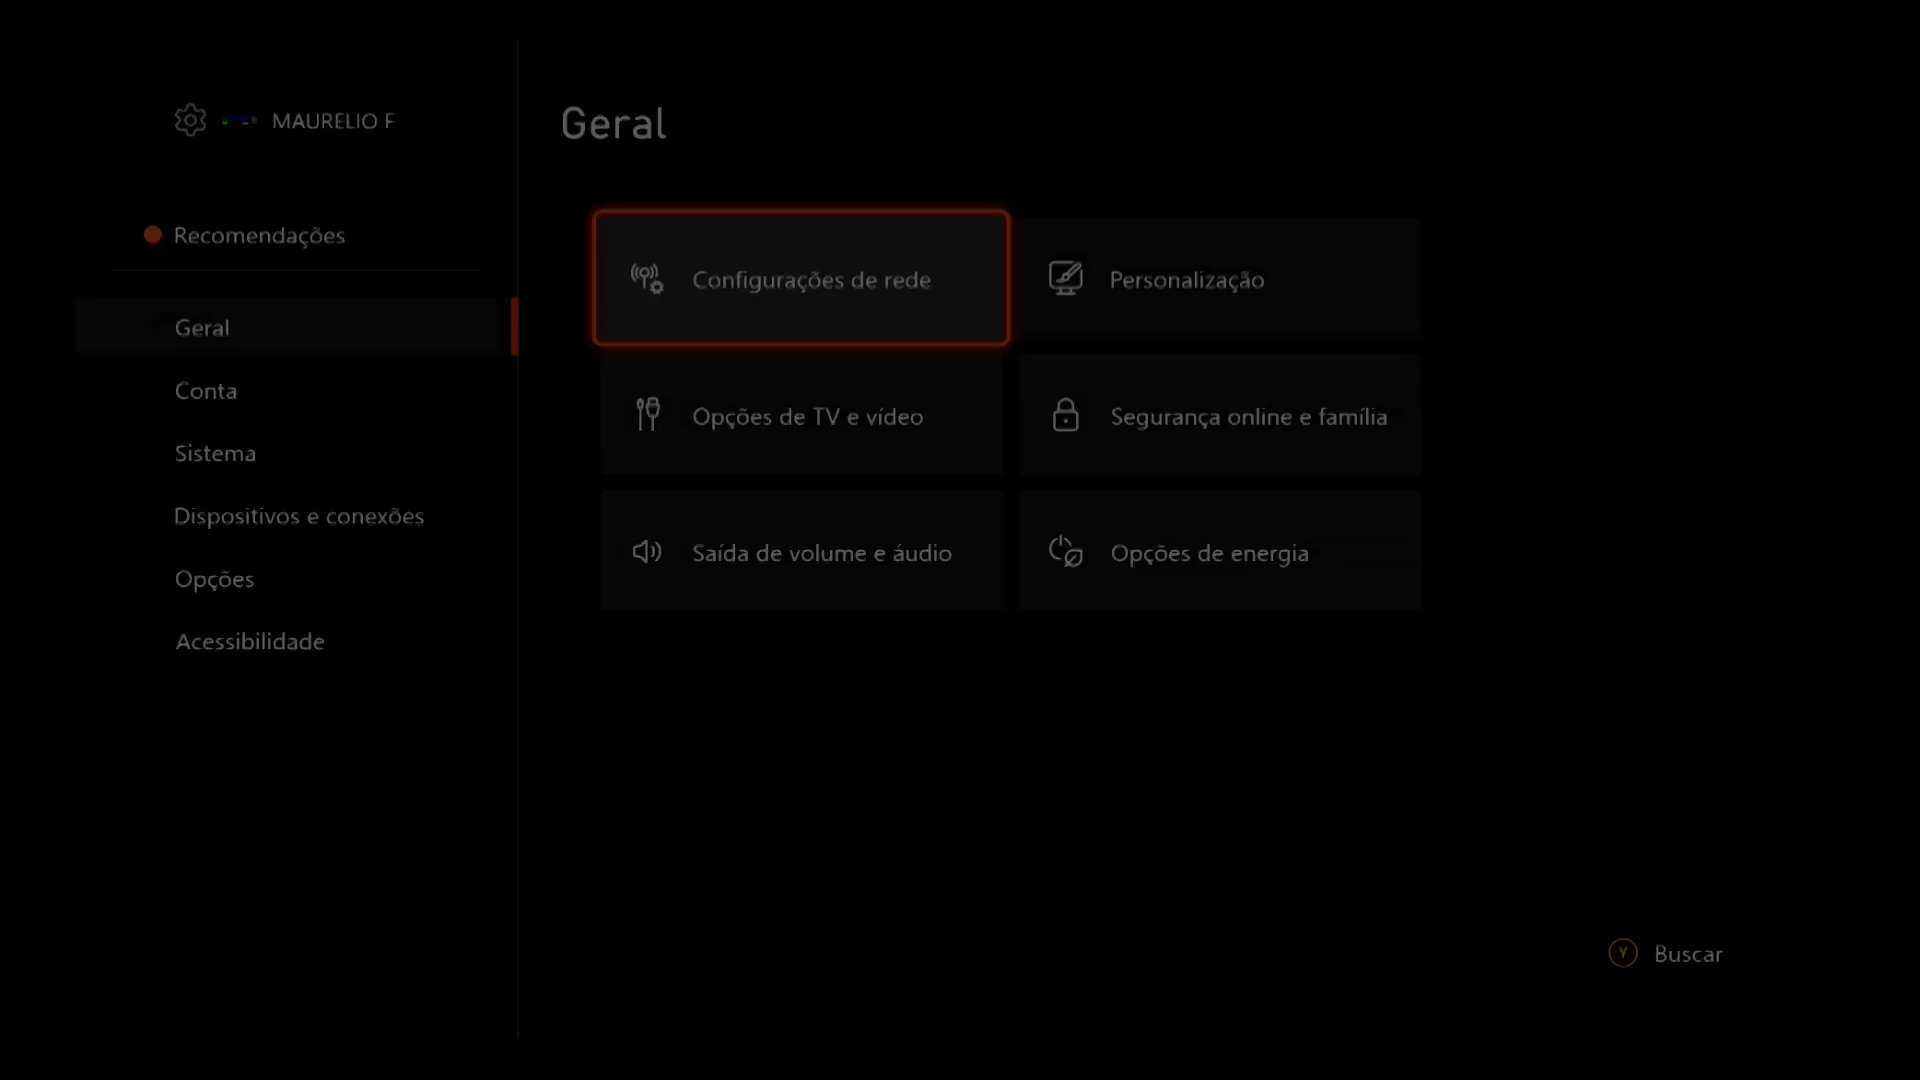 MAURELIO F
Recomendações
Geral
Conta
Sistema
Dispositivos e conexões
Opções
Acessibilidade
Geral
Configurações de rede
Personalização
Opções de TV e vídeo
Segurança online e família
Saída de volume e áudio
Opções de energia
Y Buscar